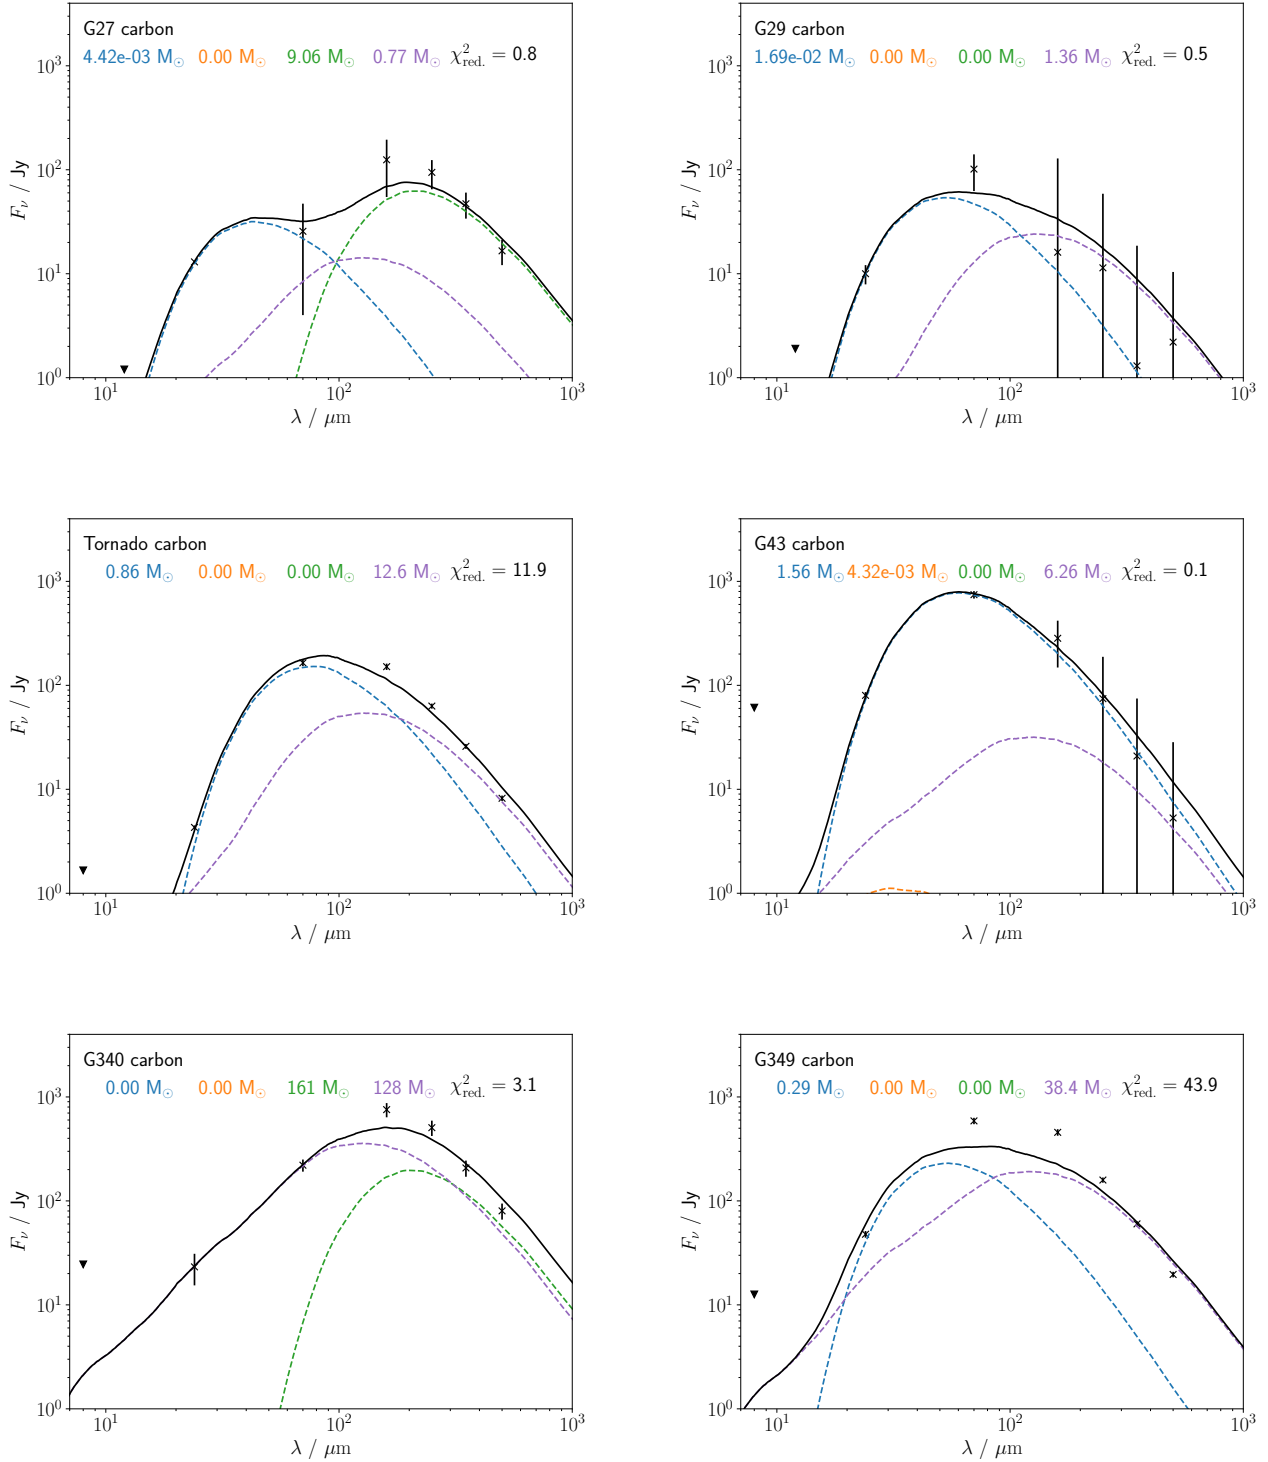 G27 carbon
4.42e-03 M☉ 0.00 M☉ 9.06 M☉ 0.77 M☉ χ²red. = 0.8
10³
10²
10¹
10⁰
Fν / Jy
10¹ 10² 10³
λ / μm
G29 carbon
1.69e-02 M☉ 0.00 M☉ 0.00 M☉ 1.36 M☉ χ²red. = 0.5
10³
10²
10¹
10⁰
Fν / Jy
10¹ 10² 10³
λ / μm
Tornado carbon
0.86 M☉ 0.00 M☉ 0.00 M☉ 12.6 M☉ χ²red. = 11.9
10³
10²
10¹
10⁰
Fν / Jy
10¹ 10² 10³
λ / μm
G43 carbon
1.56 M☉ 4.32e-03 M☉ 0.00 M☉ 6.26 M☉ χ²red. = 0.1
10³
10²
10¹
10⁰
Fν / Jy
10¹ 10² 10³
λ / μm
G340 carbon
0.00 M☉ 0.00 M☉ 161 M☉ 128 M☉ χ²red. = 3.1
10³
10²
10¹
10⁰
Fν / Jy
10¹ 10² 10³
λ / μm
G349 carbon
0.29 M☉ 0.00 M☉ 0.00 M☉ 38.4 M☉ χ²red. = 43.9
10³
10²
10¹
10⁰
Fν / Jy
10¹ 10² 10³
λ / μm